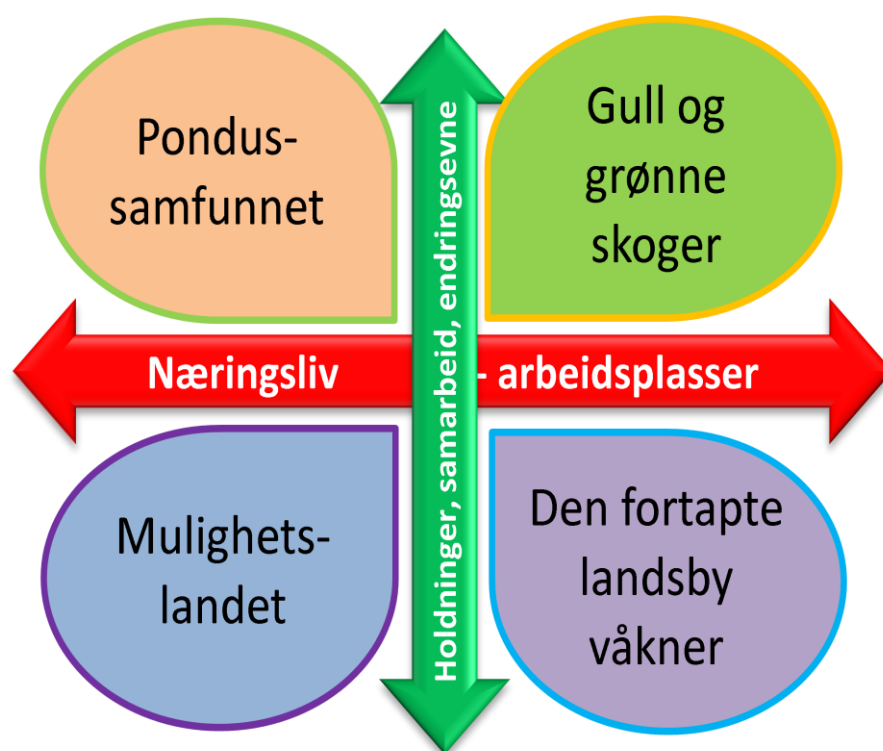 Pondus-
samfunnet
Gull og
grønne
skoger
Holdninger, samarbeid, endringsevne
Næringsliv - arbeidsplasser
Mulighets-
landet
Den fortapte
landsby
våkner